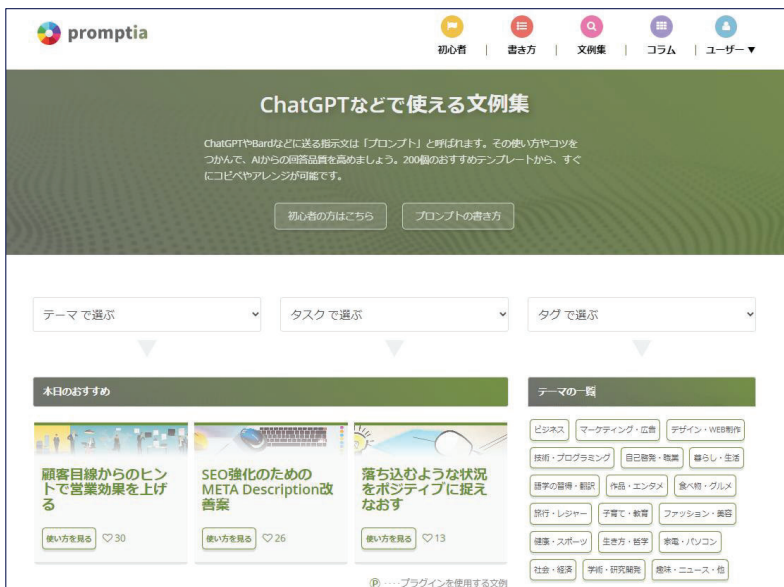 promptia
初心者 | 書き方 | 文例集 | コラム | ユーザー ▼
ChatGPTなどで使える文例集
ChatGPTやBardなどに送る指示文は「プロンプト」と呼ばれます。その使い方やコツを
つかんで、AIからの回答品質を高めましょう。200個のおすすめテンプレートから、すぐ
にコピペやアレンジが可能です。
初心者の方はこちら プロンプトの書き方
テーマ で選ぶ タスク で選ぶ タグ で選ぶ
本日のおすすめ
顧客目線からのヒン
トで営業効果を上げ
る
使い方を見る ♡30
SEO強化のための
META Description改
善案
使い方を見る ♡26
落ち込むような状況
をポジティブに捉え
なおす
使い方を見る ♡13
Ⓟ ‥‥プラグインを使用する文例
テーマの一覧
ビジネス マーケティング・広告 デザイン・WEB制作
技術・プログラミング 自己啓発・職業 暮らし・生活
語学の習得・翻訳 作品・エンタメ 食べ物・グルメ
旅行・レジャー 子育て・教育 ファッション・美容
健康・スポーツ 生き方・哲学 家電・パソコン
社会・経済 学術・研究開発 趣味・ニュース・他